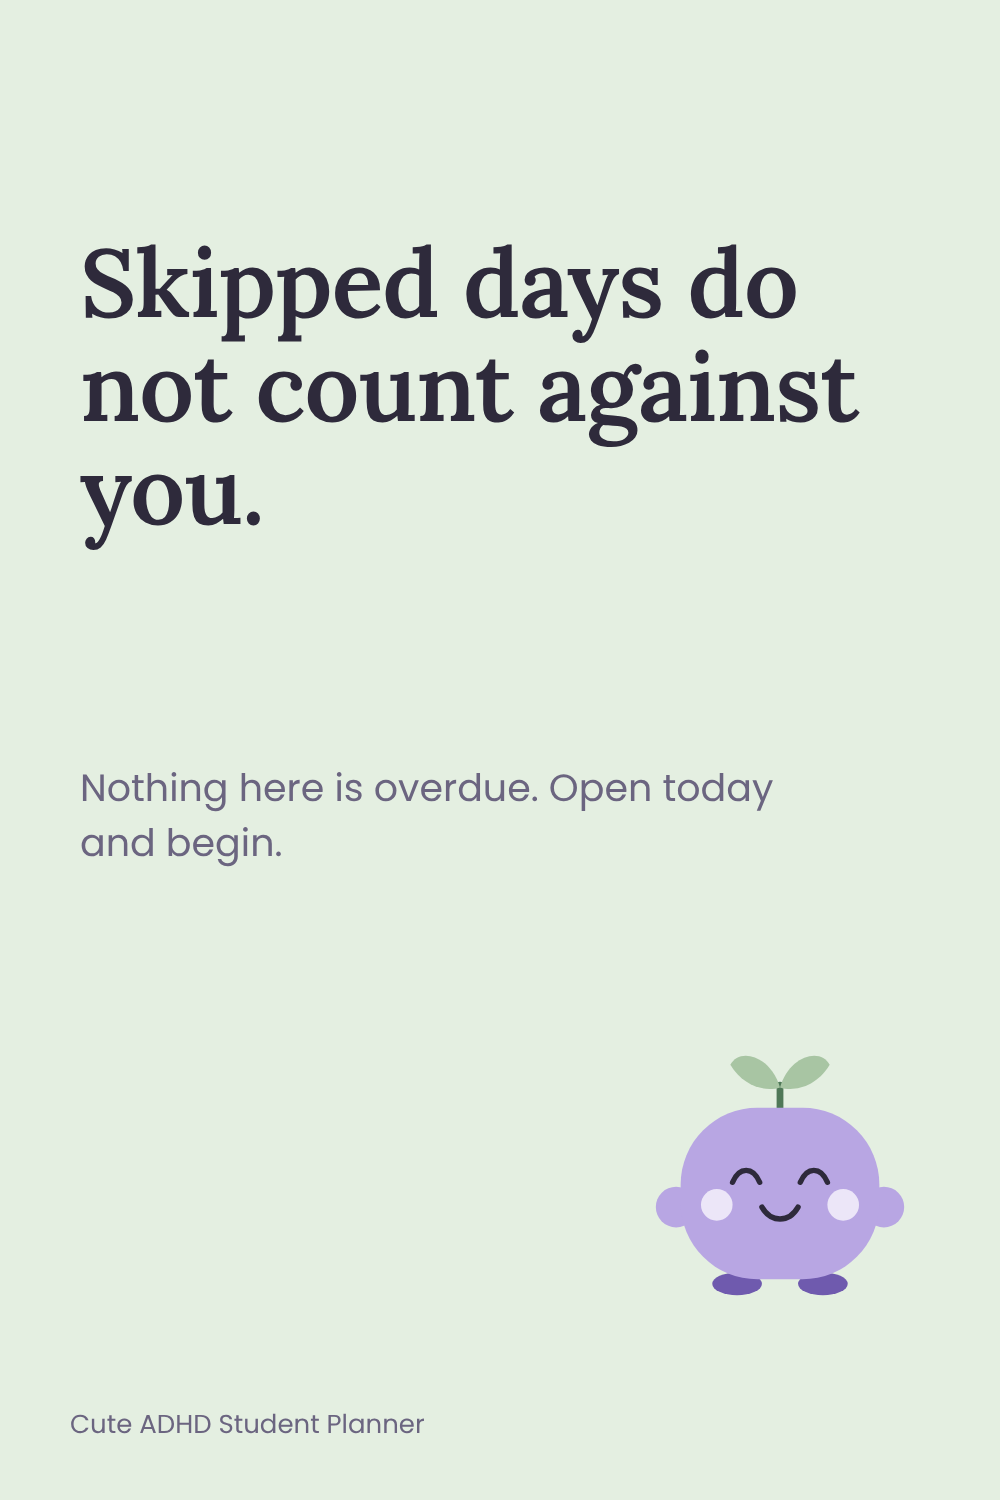 Skipped days do
not count against
you.
Nothing here is overdue. Open today
and begin.
Cute ADHD Student Planner